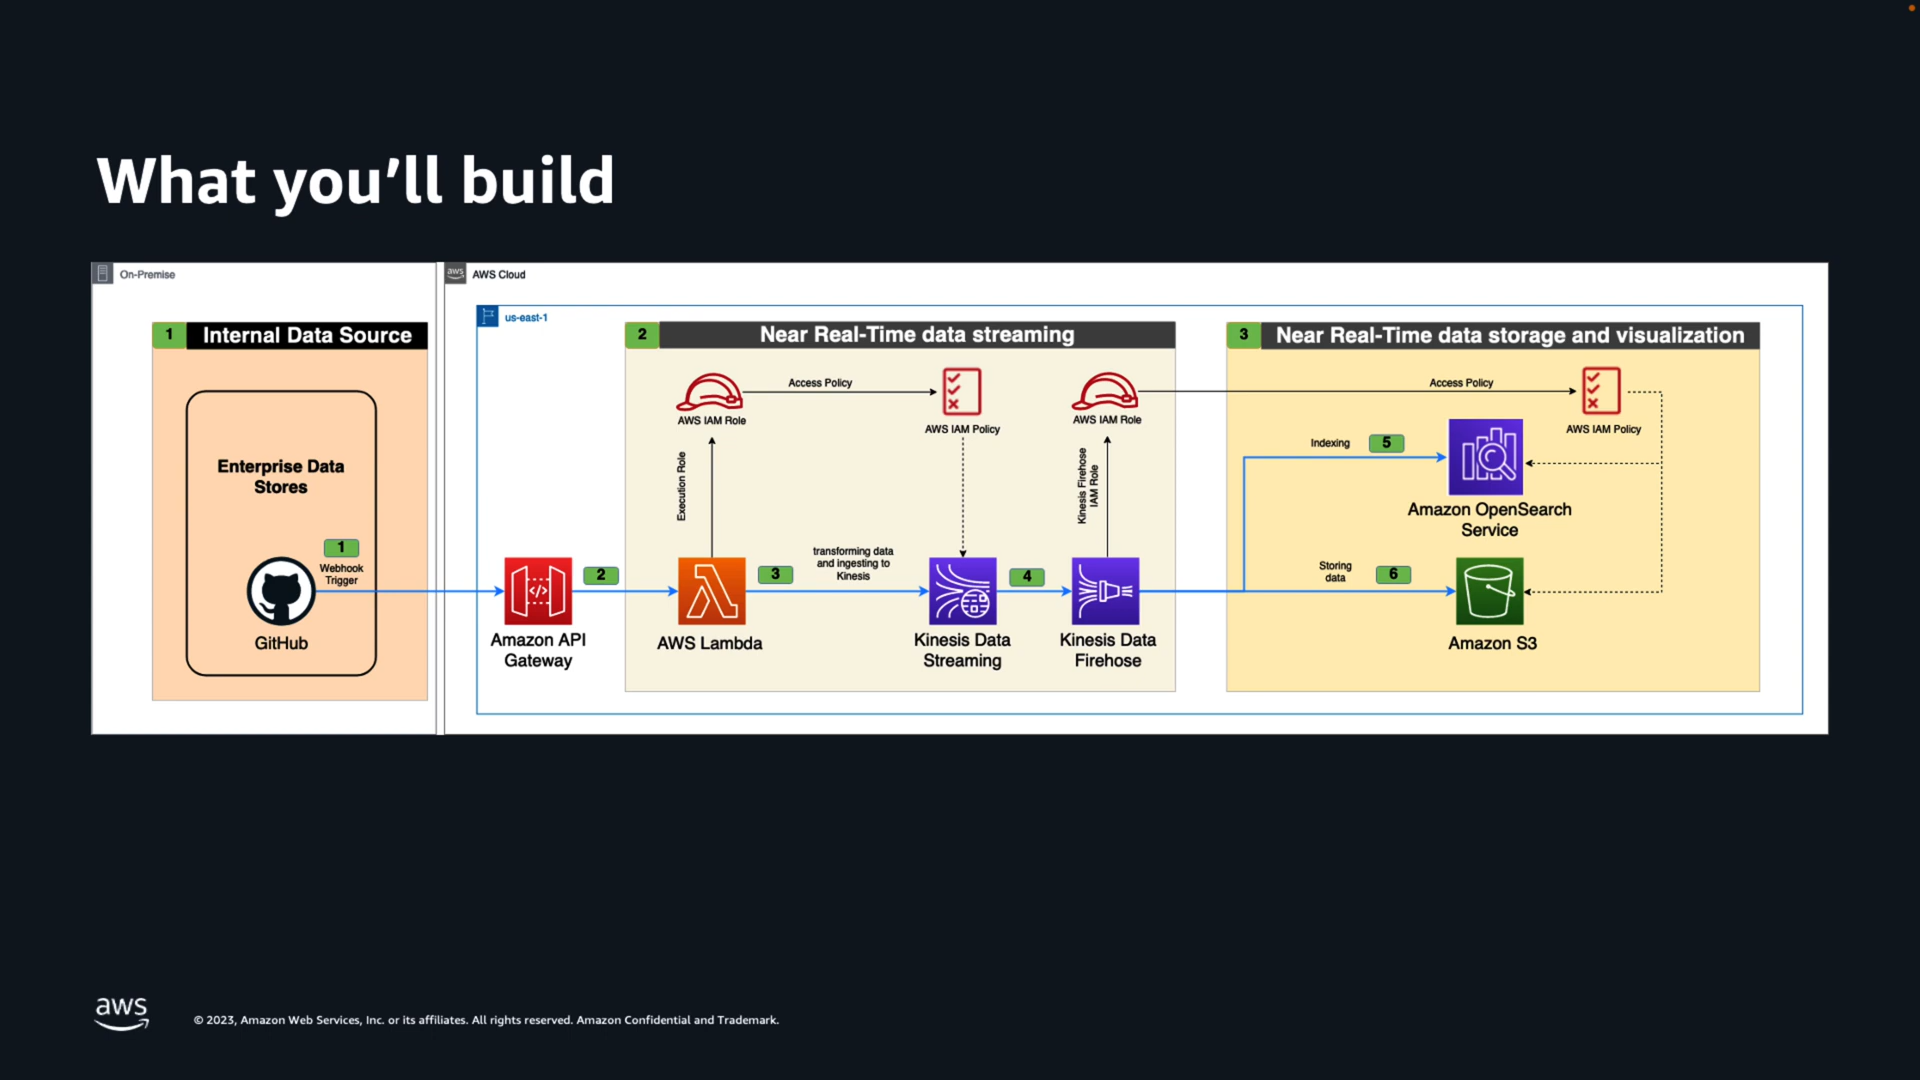 What you’ll build
On-Premise
aws
AWS Cloud
us-east-1
1
Internal Data Source
Enterprise Data
Stores
1
Webhook
Trigger
GitHub
Amazon API
Gateway
2
2
Near Real-Time data streaming
AWS IAM Role
Access Policy
AWS IAM Policy
AWS IAM Role
Execution Role
Kinesis Firehose
IAM Role
AWS Lambda
3
transforming data
and ingesting to
Kinesis
Kinesis Data
Streaming
4
Kinesis Data
Firehose
3
Near Real-Time data storage and visualization
Access Policy
AWS IAM Policy
Indexing
5
Amazon OpenSearch
Service
Storing
data
6
Amazon S3
aws
© 2023, Amazon Web Services, Inc. or its affiliates. All rights reserved. Amazon Confidential and Trademark.